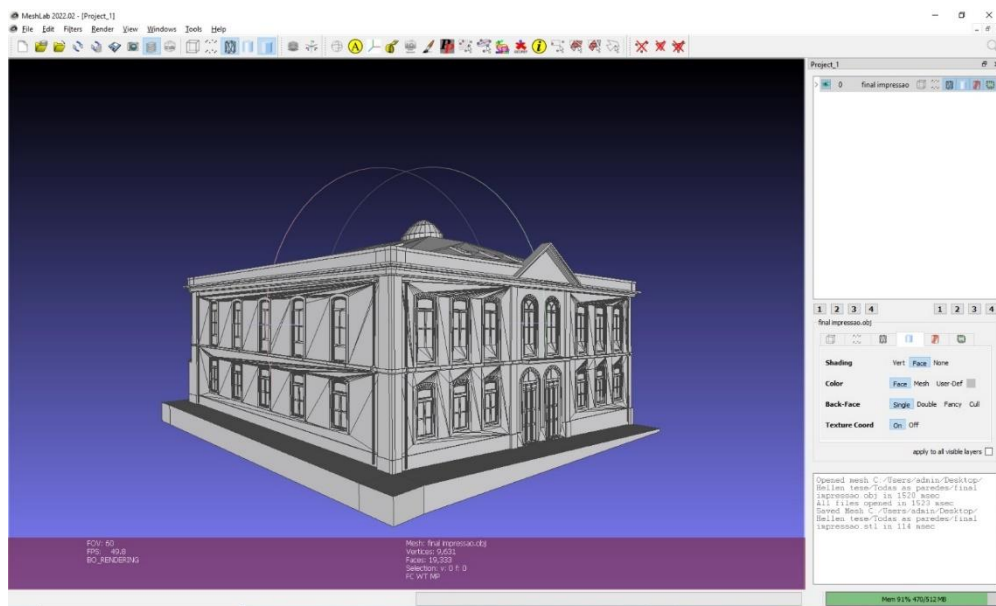 MeshLab 2022.02 - [Project_1]
File Edit Filters Render View Windows Tools Help
Project_1
0 final impressao
1 2 3 4 1 2 3 4
final impressao.obj
Shading Vert Face None
Color Face Mesh User-Def
Back-Face Single Double Fancy Cull
Texture Coord On Off
apply to all visible layers
Opened mesh C:/Users/admin/Desktop/
Hellen tese/Todas as paredes/final
impressao.obj in 1520 msec
All files opened in 1523 msec
Saved Mesh C:/Users/admin/Desktop/
Hellen tese/Todas as paredes/final
impressao.stl in 114 msec
FOV: 60
FPS: 49.8
BO_RENDERING
Mesh: final impressao.obj
Vertices: 9,631
Faces: 19,333
Selection: v: 0 f: 0
FC WT MP
Mem 91% 470/512 MB